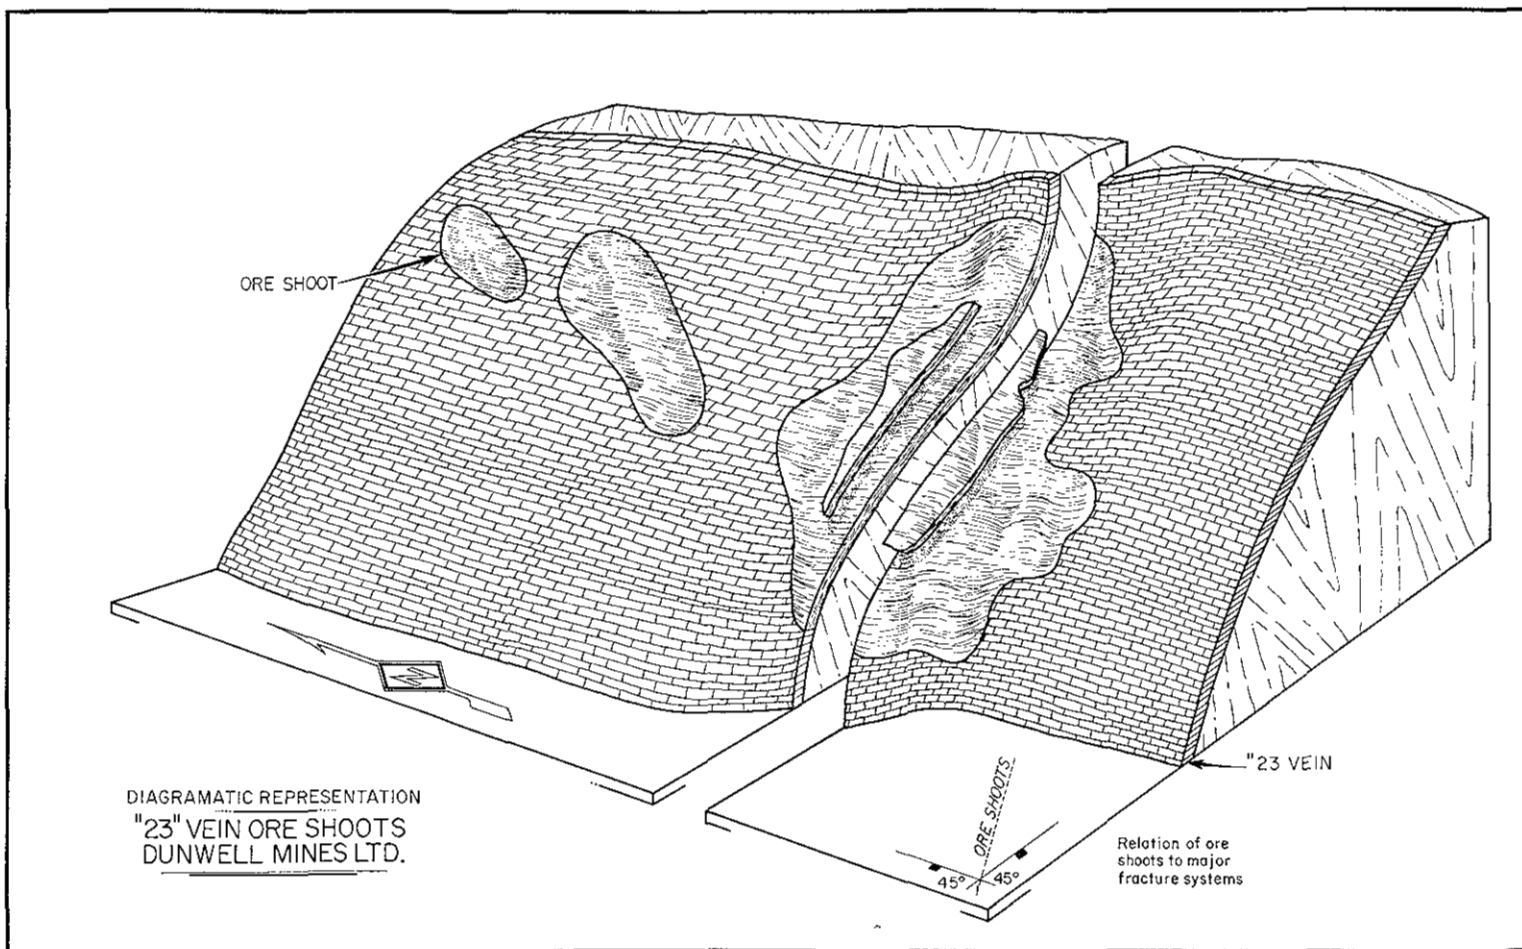 ORE SHOOT
"23 VEIN
ORE SHOOTS
45° 45°
Relation of ore
shoots to major
fracture systems
DIAGRAMATIC REPRESENTATION
"23" VEIN ORE SHOOTS
DUNWELL MINES LTD.